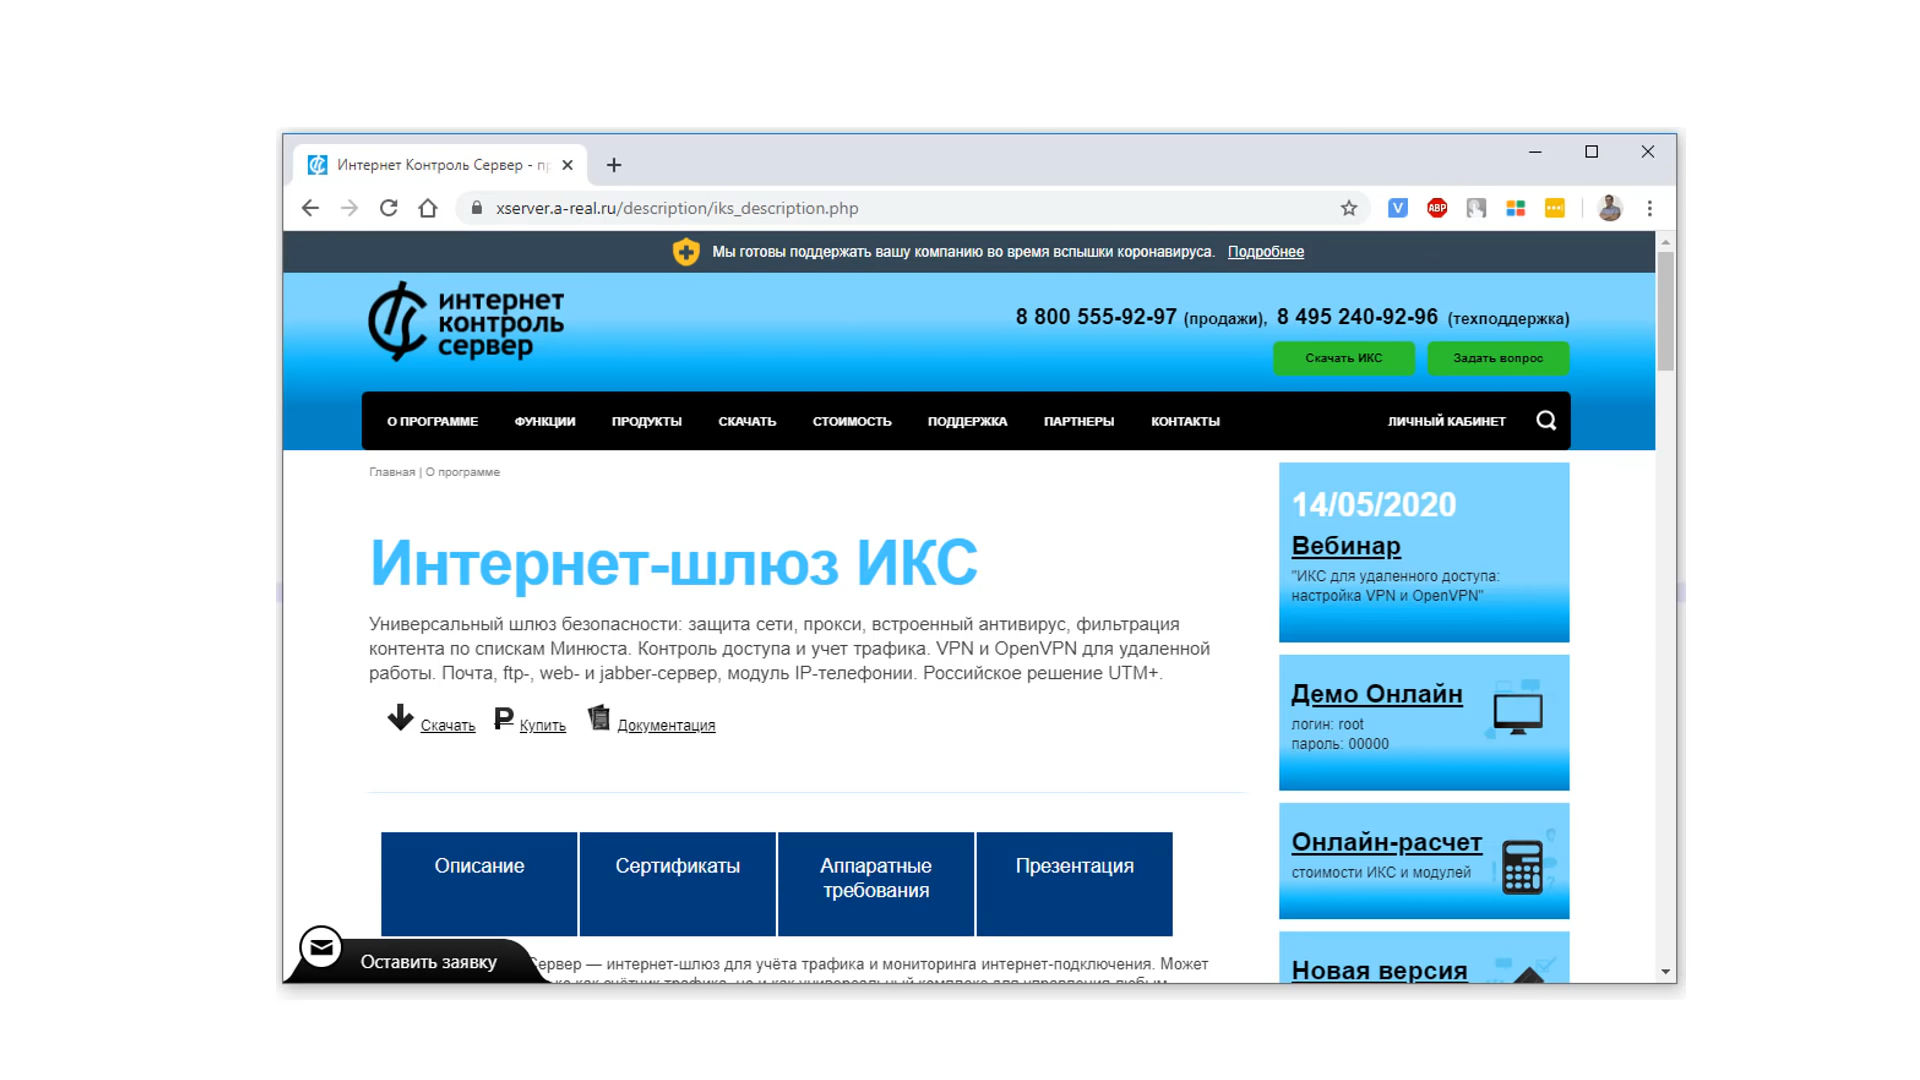 Интернет Контроль Сервер - пр
xserver.a-real.ru/description/iks_description.php
V
ABP
Мы готовы поддержать вашу компанию во время вспышки коронавируса. Подробнее
интернет
контроль
сервер
8 800 555-92-97 (продажи), 8 495 240-92-96 (техподдержка)
Скачать ИКС
Задать вопрос
О ПРОГРАММЕ ФУНКЦИИ ПРОДУКТЫ СКАЧАТЬ СТОИМОСТЬ ПОДДЕРЖКА ПАРТНЕРЫ КОНТАКТЫ ЛИЧНЫЙ КАБИНЕТ
Главная | О программе
Интернет-шлюз ИКС
Универсальный шлюз безопасности: защита сети, прокси, встроенный антивирус, фильтрация
контента по спискам Минюста. Контроль доступа и учет трафика. VPN и OpenVPN для удаленной
работы. Почта, ftp-, web- и jabber-сервер, модуль IP-телефонии. Российское решение UTM+.
Скачать Купить Документация
Описание
Сертификаты
Аппаратные
требования
Презентация
Сервер — интернет-шлюз для учёта трафика и мониторинга интернет-подключения. Может
Оставить заявку
14/05/2020
Вебинар
"ИКС для удаленного доступа:
настройка VPN и OpenVPN"
Демо Онлайн
логин: root
пароль: 00000
Онлайн-расчет
стоимости ИКС и модулей
Новая версия